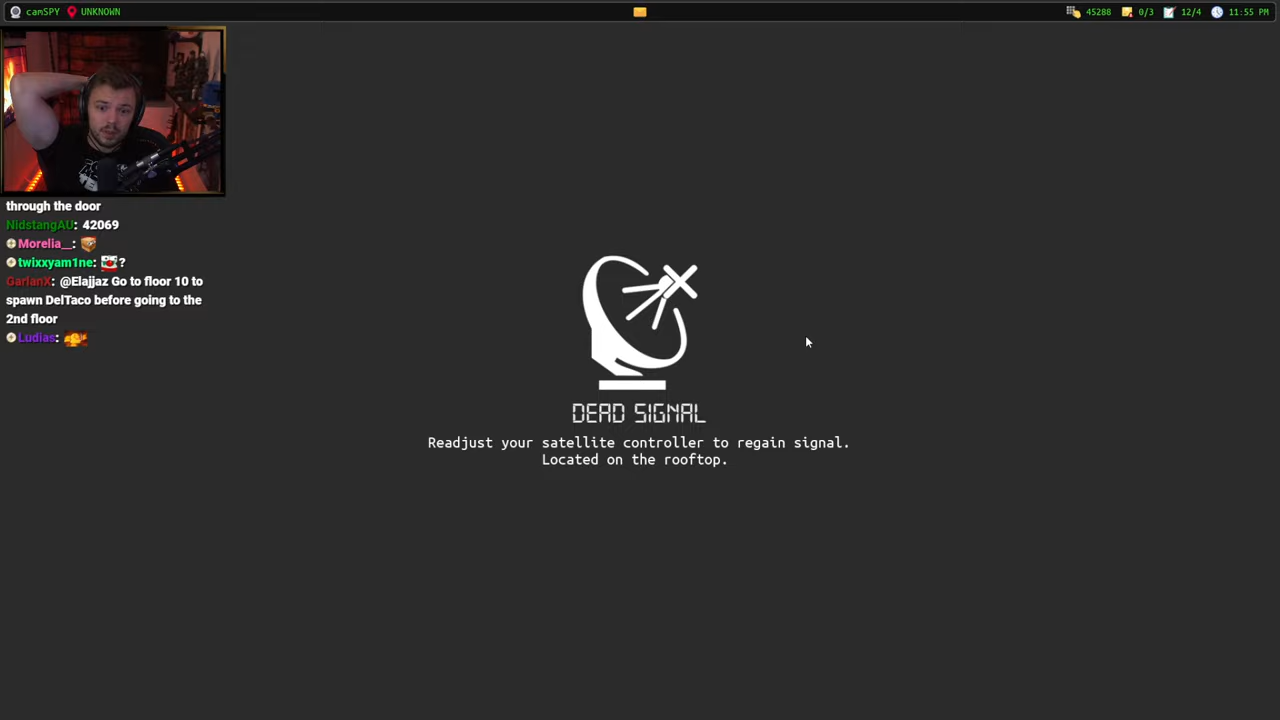 camSPY UNKNOWN 45288 0/3 12/4 11:55 PM
through the door
NidstangAU: 42069
Morelia__:
twixxyam1ne: ?
GarlanX: @Elajjaz Go to floor 10 to
spawn DelTaco before going to the
2nd floor
Ludias:
DEAD SIGNAL
Readjust your satellite controller to regain signal.
Located on the rooftop.